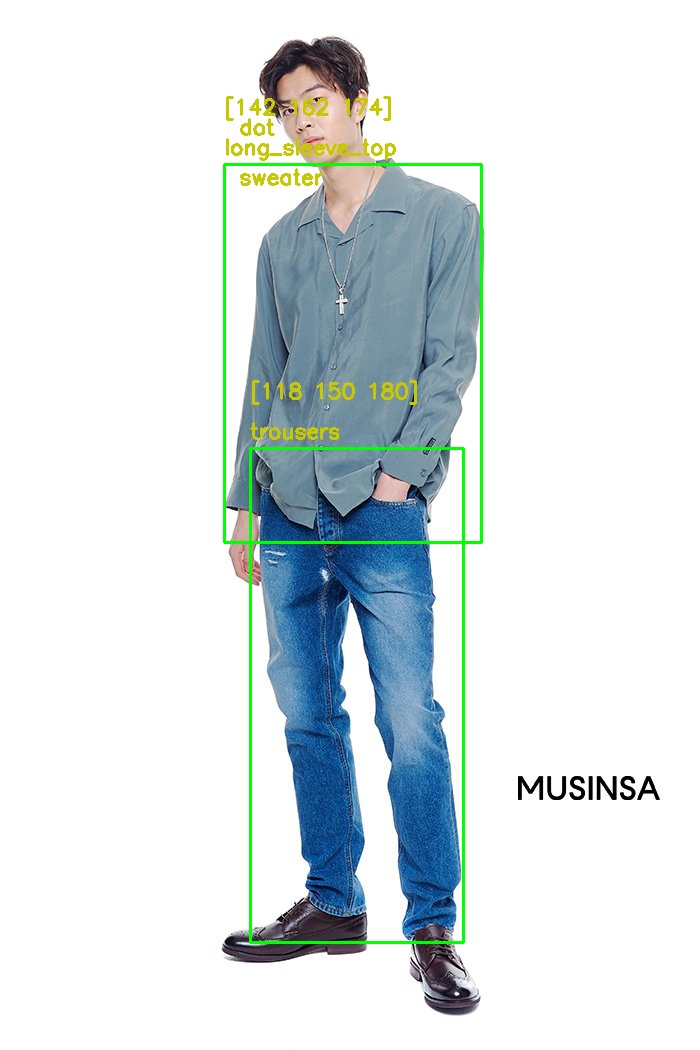 [142 162 174]
dot
long_sleeve_top
sweater
[118 150 180]
trousers
MUSINSA